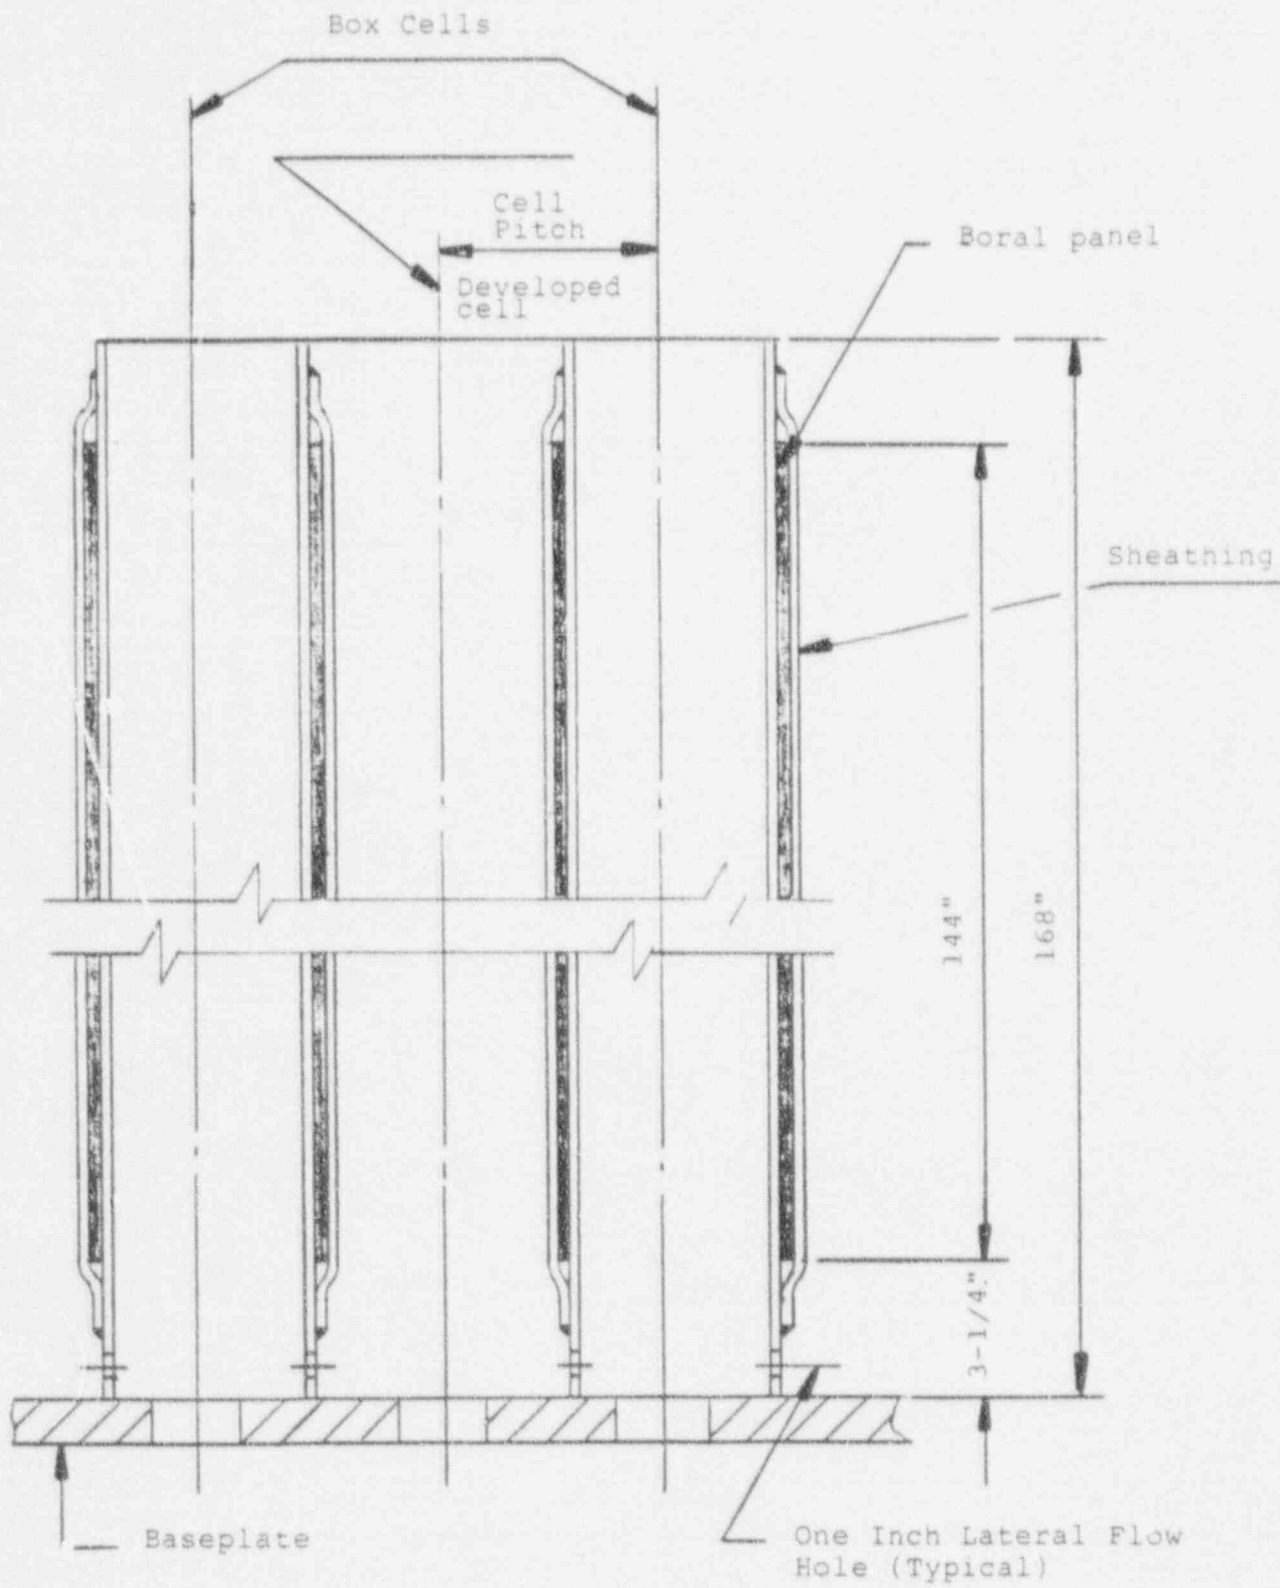 Box Cells
Cell
Pitch
Boral panel
Developed
cell
Sheathing
144"
168"
3-1/4"
Baseplate
One Inch Lateral Flow
Hole (Typical)